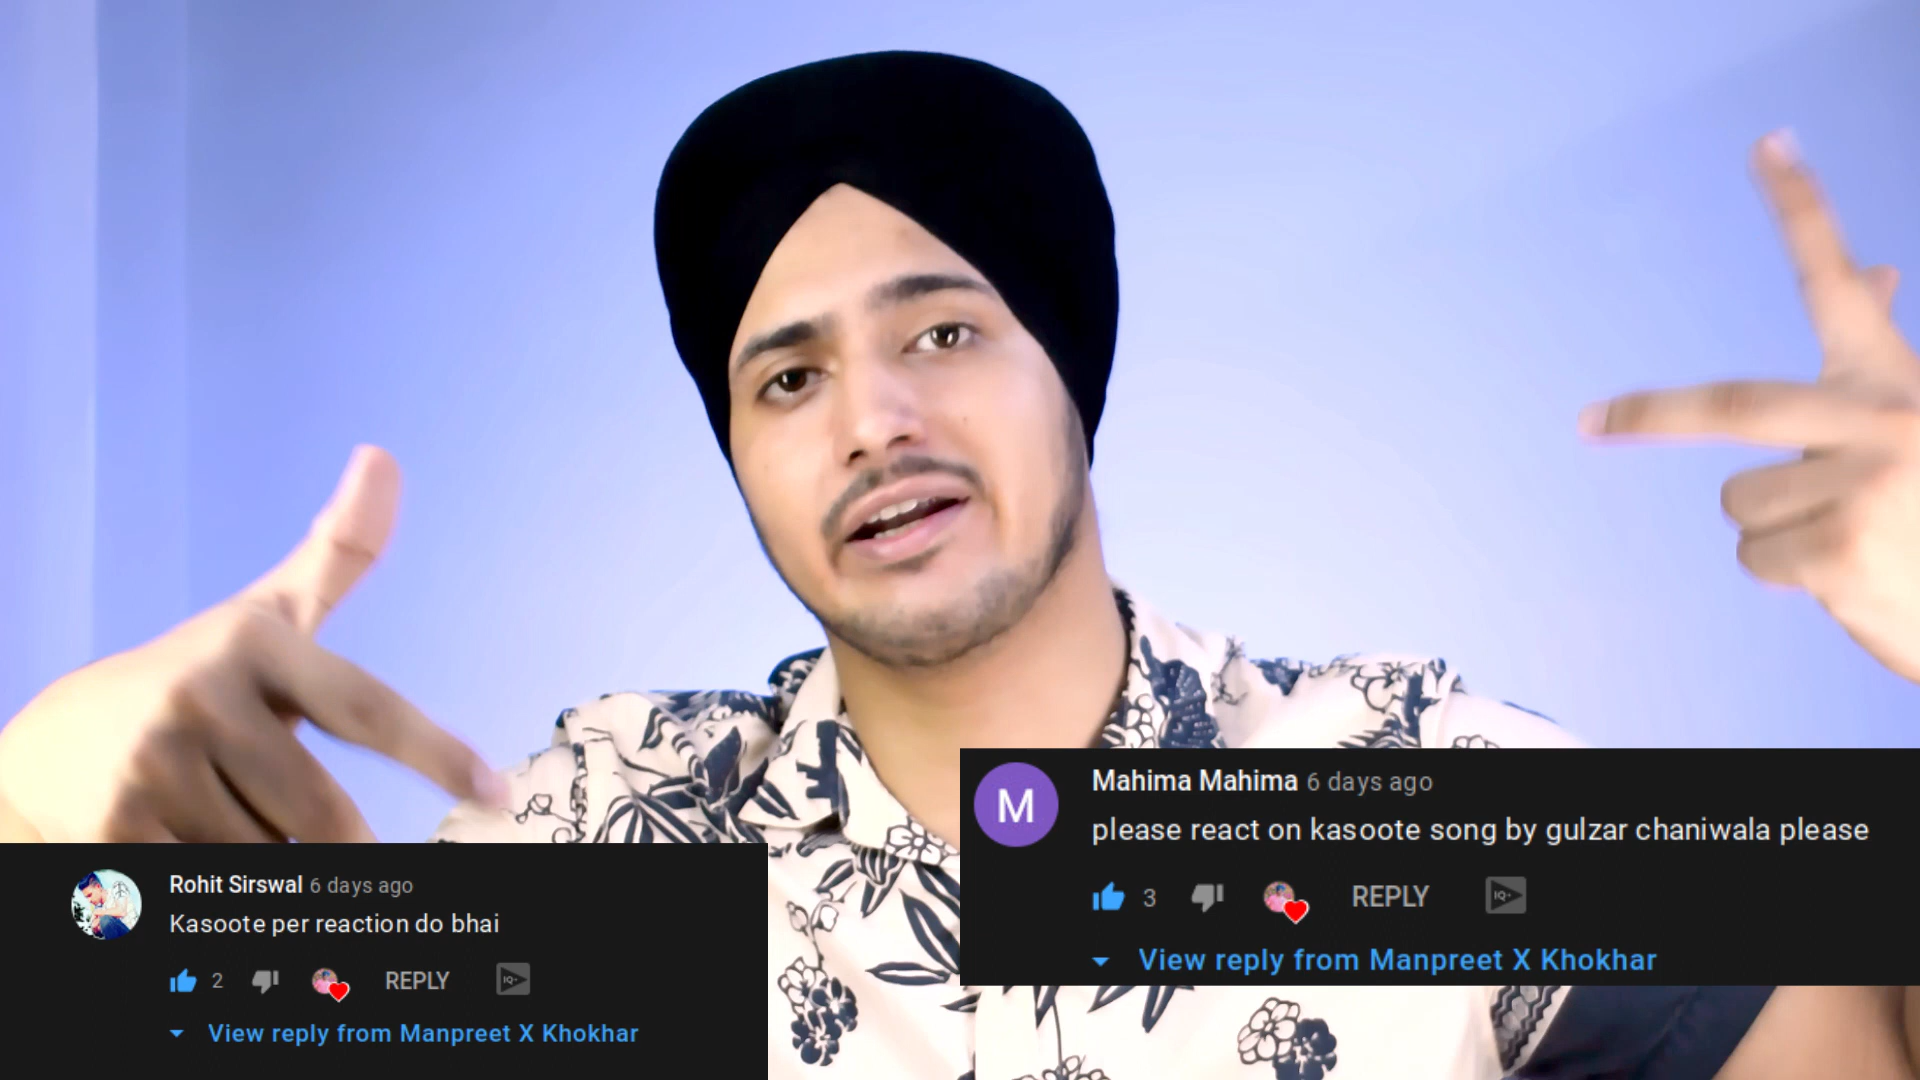 Mahima Mahima 6 days ago
M
please react on kasoote song by gulzar chaniwala please
3
REPLY
IQ+
View reply from Manpreet X Khokhar
Rohit Sirswal 6 days ago
Kasoote per reaction do bhai
2
REPLY
IQ+
View reply from Manpreet X Khokhar